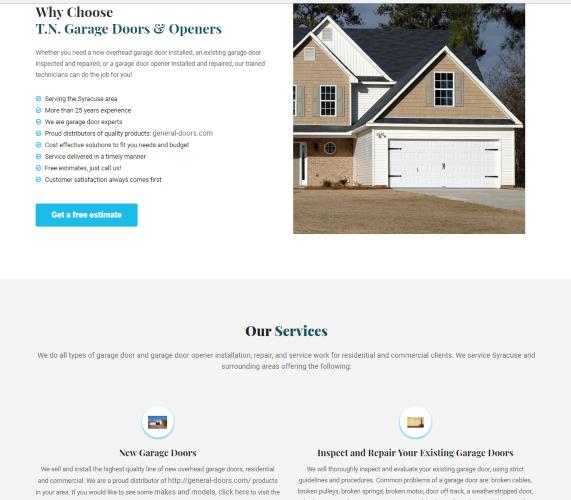 Why Choose
T.N. Garage Doors & Openers
Whether you need a new overhead garage door installed, an existing garage door
inspected and repaired, or a garage door opener installed and repaired, our trained
technicians can do the job for you!
Serving the Syracuse area
More than 25 years experience
We are garage door experts
Proud distributors of quality products: general-doors.com
Cost effective solutions to fit you needs and budget
Service delivered in a timely manner
Free estimates, just call us!
Customer satisfaction always comes first
Get a free estimate
Our Services
We do all types of garage door and garage door opener installation, repair, and service work for residential and commercial clients. We service Syracuse and
surrounding areas offering the following:
New Garage Doors
We sell and install the highest quality line of new overhead garage doors, residential
and commercial. We are a proud distributor of http://general-doors.com/ products
in your area. If you would like to see some makes and models, click here to visit the
Inspect and Repair Your Existing Garage Doors
We will thoroughly inspect and evaluate your existing garage door, using strict
guidelines and procedures. Common problems of a garage door are: broken cables,
broken pulleys, broken springs, broken motor, door off track, a weatherstripped door,